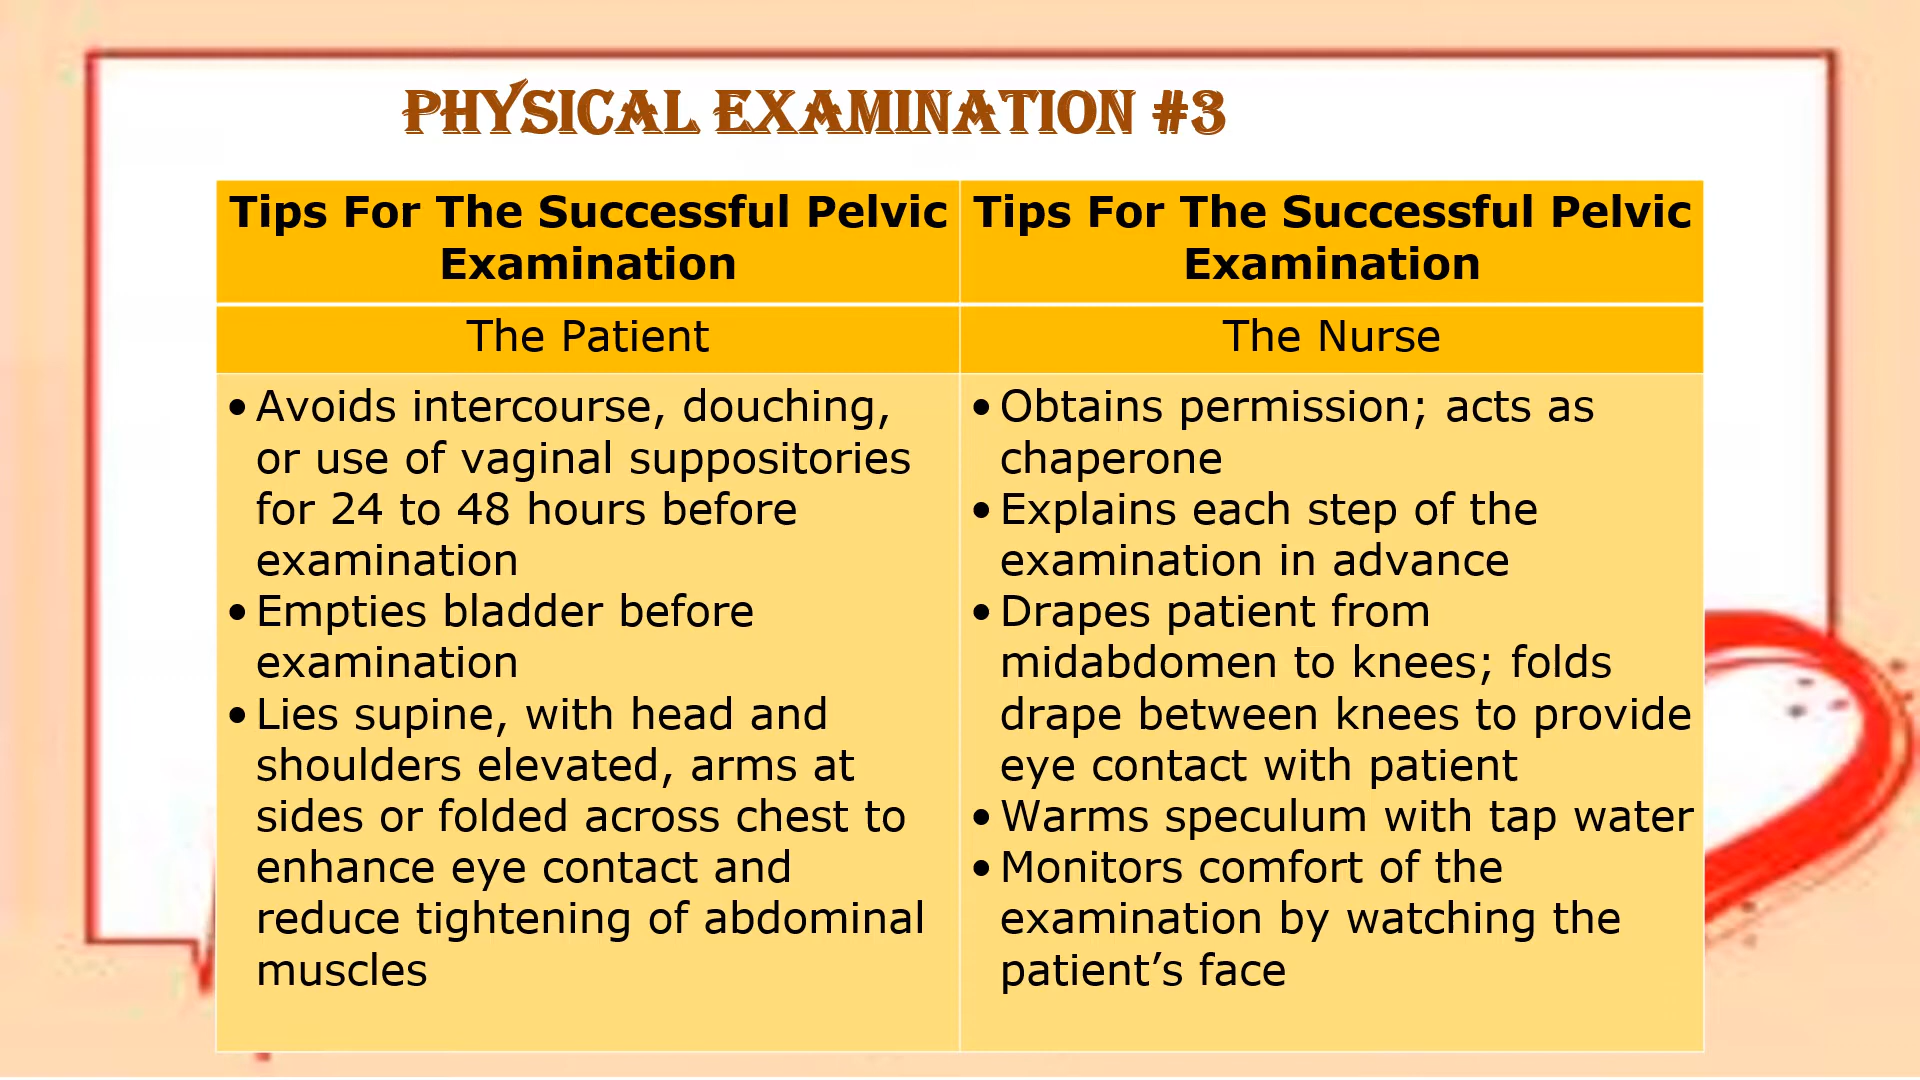 PHYSICAL EXAMINATION #3
Tips For The Successful Pelvic
Examination
Tips For The Successful Pelvic
Examination
The Patient
The Nurse
• Avoids intercourse, douching,
or use of vaginal suppositories
for 24 to 48 hours before
examination
• Empties bladder before
examination
• Lies supine, with head and
shoulders elevated, arms at
sides or folded across chest to
enhance eye contact and
reduce tightening of abdominal
muscles
• Obtains permission; acts as
chaperone
• Explains each step of the
examination in advance
• Drapes patient from
midabdomen to knees; folds
drape between knees to provide
eye contact with patient
• Warms speculum with tap water
• Monitors comfort of the
examination by watching the
patient’s face